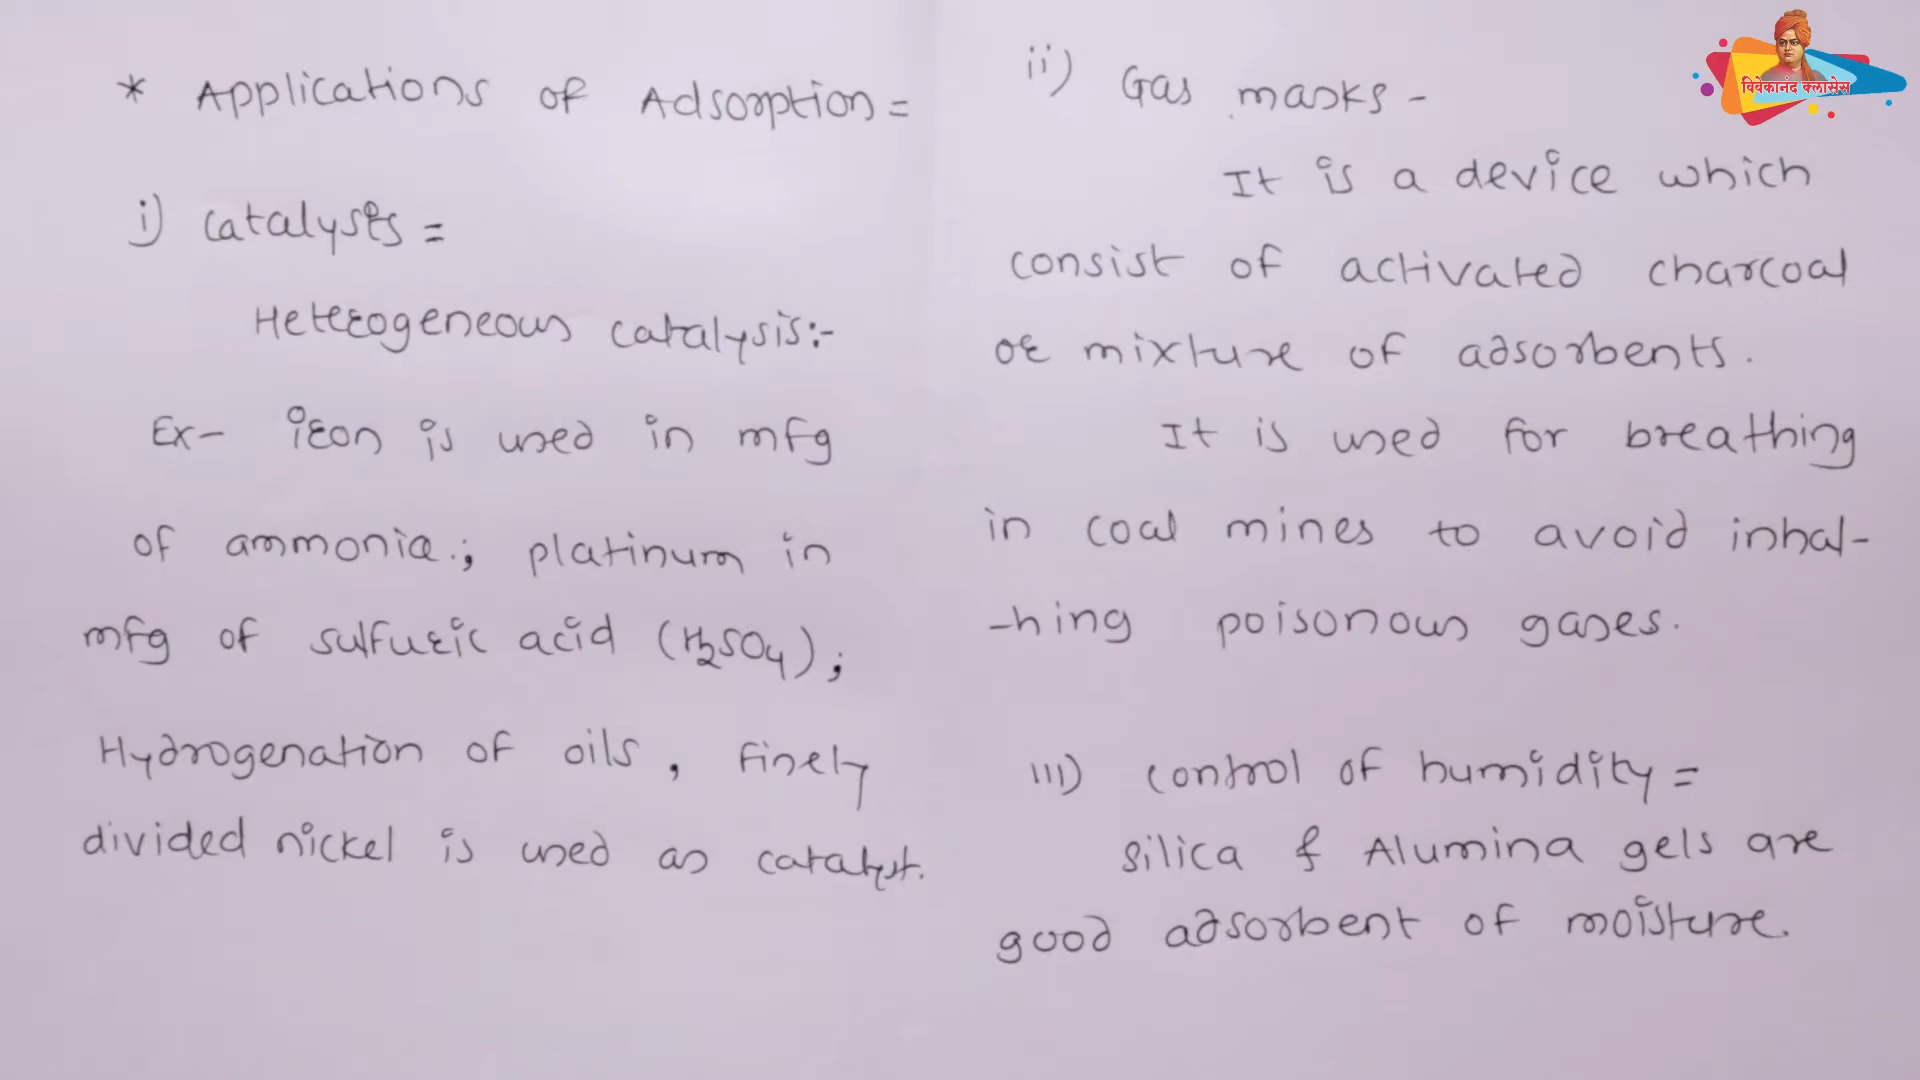 * Applications of Adsorption =
i) Catalysis =
Heterogeneous catalysis:-
Ex- iron is used in mfg
of ammonia.; platinum in
mfg of sulfuric acid (H2SO4);
Hydrogenation of oils, finely
divided nickel is used as catalyst.
ii) Gas masks -
It is a device which
consist of activated charcoal
or mixture of adsorbents.
It is used for breathing
in coal mines to avoid inhal-
-hing poisonous gases.
iii) control of humidity =
silica & Alumina gels are
good adsorbent of moisture.
विवेकानंद क्लासेस